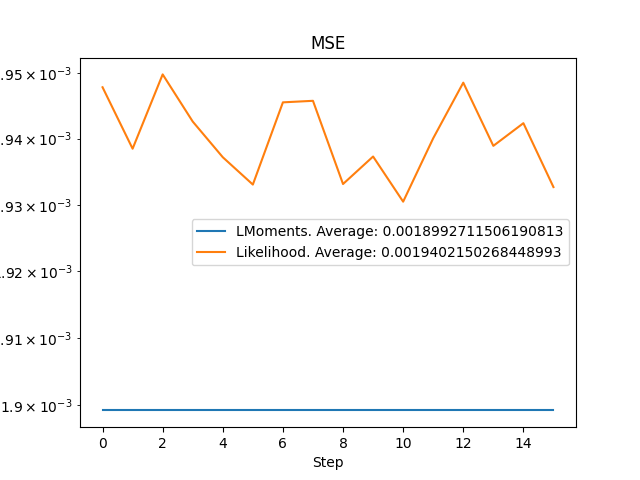 MSE
.95 × 10⁻³
.94 × 10⁻³
.93 × 10⁻³
.92 × 10⁻³
.91 × 10⁻³
1.9 × 10⁻³
LMoments. Average: 0.0018992711506190813
Likelihood. Average: 0.0019402150268448993
0 2 4 6 8 10 12 14
Step